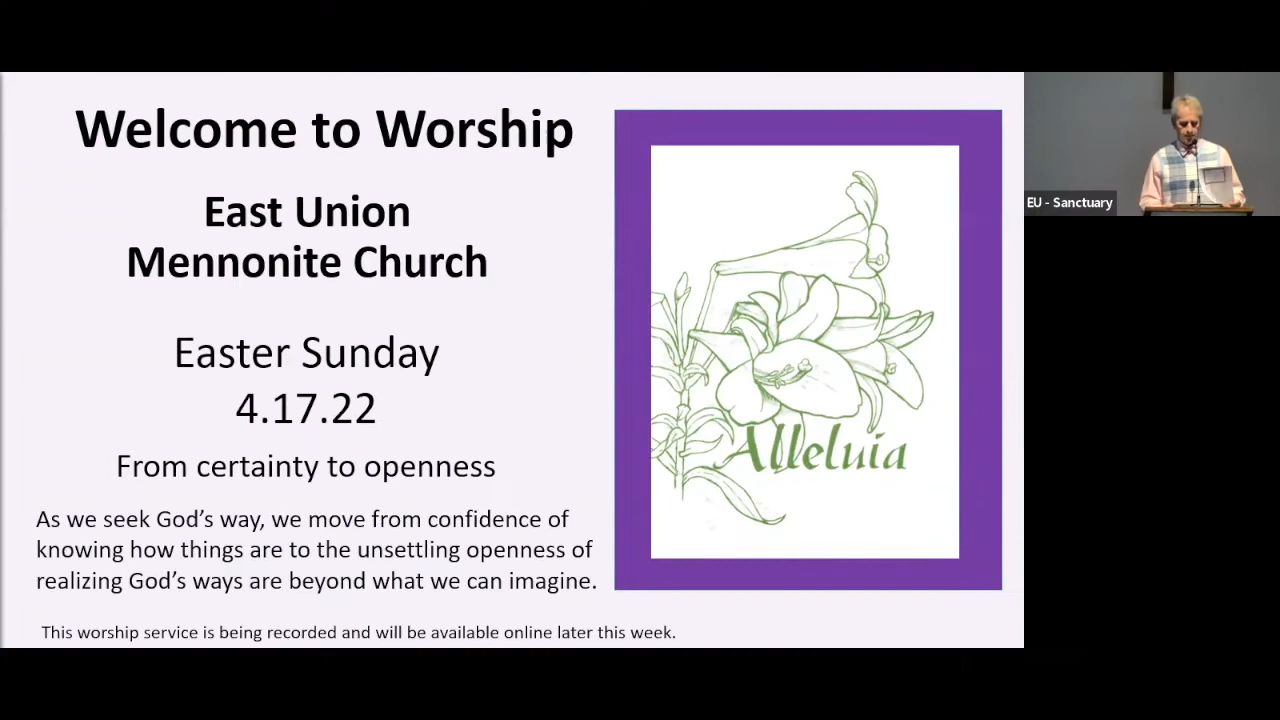 Welcome to Worship
East Union
Mennonite Church
Easter Sunday
4.17.22
From certainty to openness
As we seek God’s way, we move from confidence of
knowing how things are to the unsettling openness of
realizing God’s ways are beyond what we can imagine.
This worship service is being recorded and will be available online later this week.
Alleluia
EU - Sanctuary